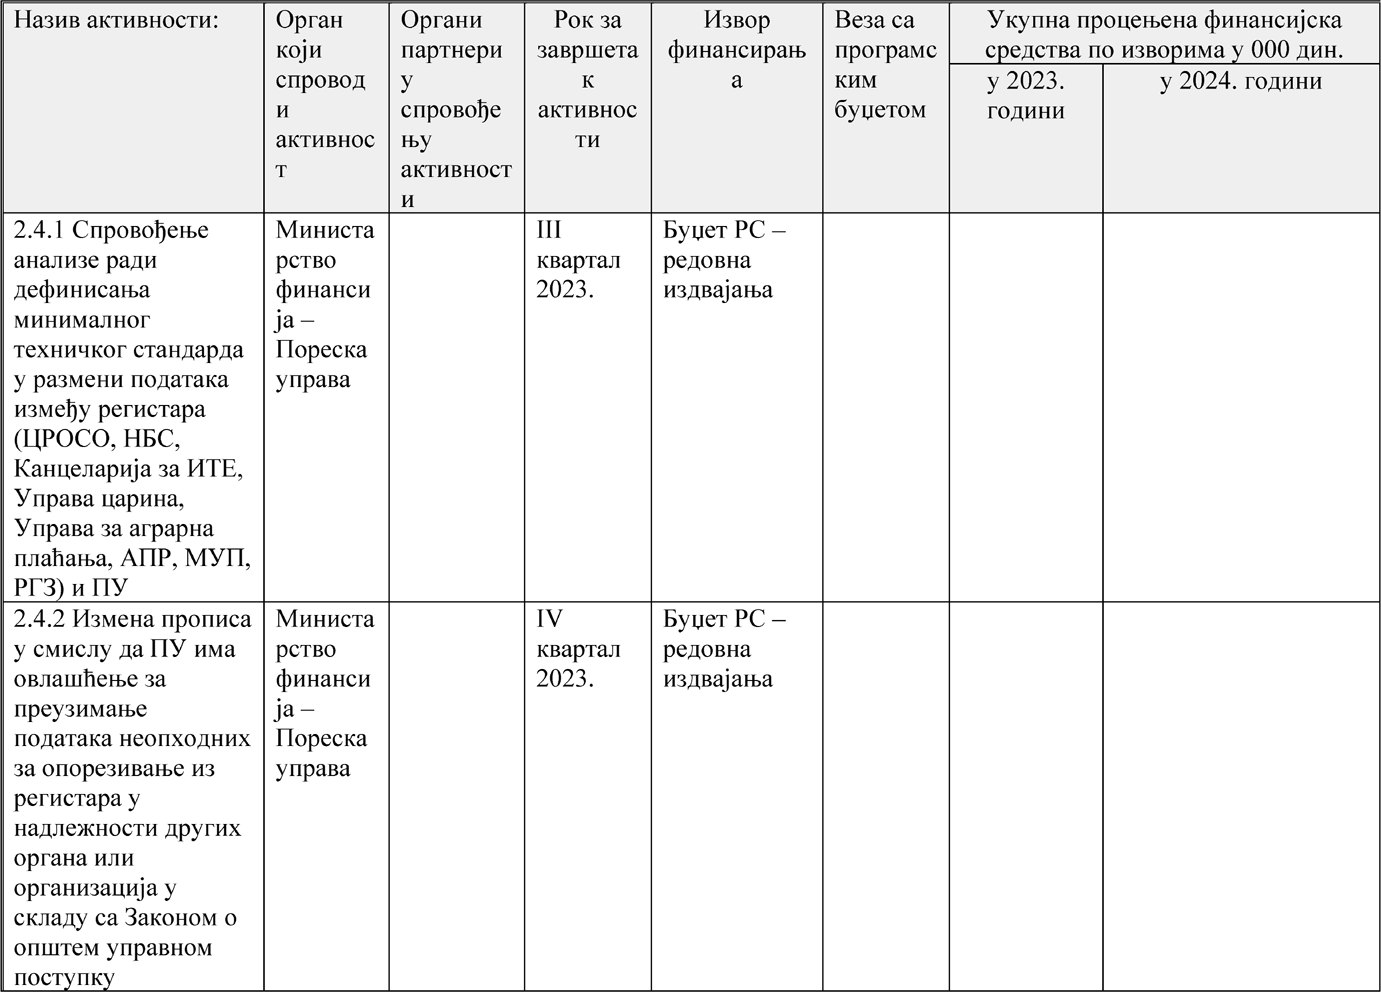 Назив активности:
Орган
који
спровод
и
активнос
т
Органи
партнери
у
спровође
њу
активност
и
Рок за
завршета
к
активнос
ти
Извор
финансирањ
а
Веза са
програмс
ким
буџетом
Укупна процењена финансијска
средства по изворима у 000 дин.
у 2023.
години
у 2024. години
2.4.1 Спровођење
анализе ради
дефинисања
минималног
техничког стандарда
у размени података
између регистара
(ЦРОСО, НБС,
Канцеларија за ИТЕ,
Управа царина,
Управа за аграрна
плаћања, АПР, МУП,
РГЗ) и ПУ
Министа
рство
финанси
ја –
Пореска
управа
III
квартал
2023.
Буџет РС –
редовна
издвајања
2.4.2 Измена прописа
у смислу да ПУ има
овлашћење за
преузимање
података неопходних
за опорезивање из
регистара у
надлежности других
органа или
организација у
складу са Законом о
општем управном
поступку
Министа
рство
финанси
ја –
Пореска
управа
IV
квартал
2023.
Буџет РС –
редовна
издвајања